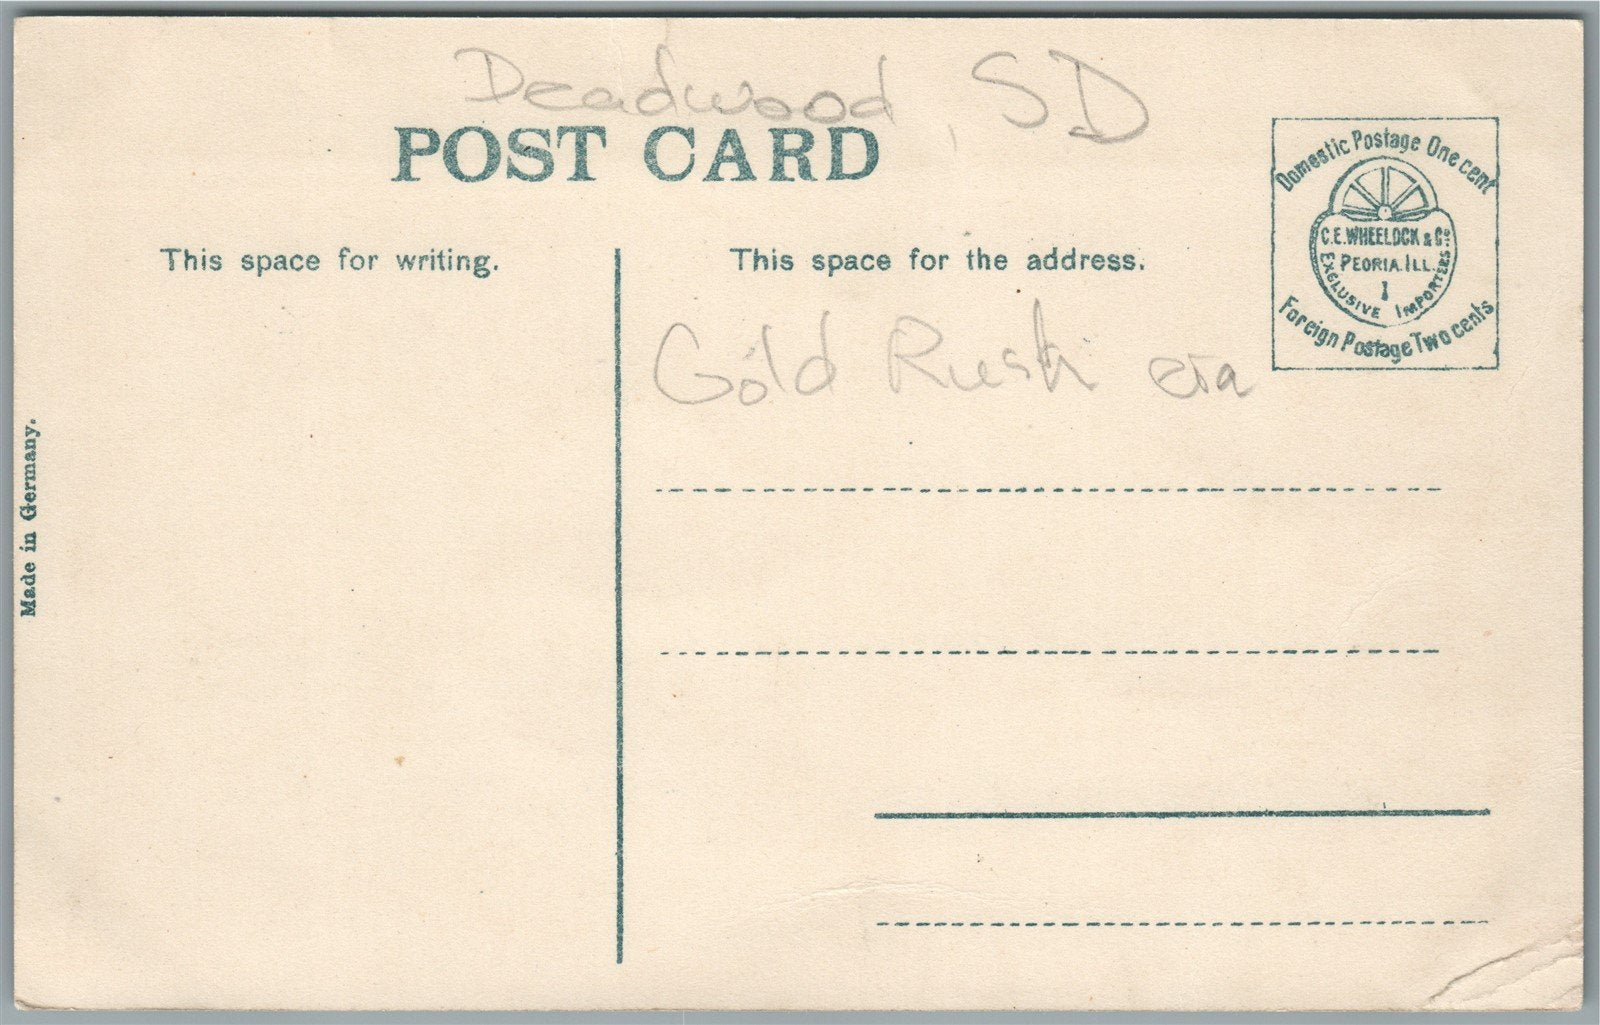 Deadwood, SD
POST CARD
This space for writing.
This space for the address.
Domestic Postage One cent
C.E. WHEELOCK & Co.
PEORIA. ILL.
1
EXCLUSIVE IMPORTERS
Foreign Postage Two cents
Gold Rush era
Made in Germany.